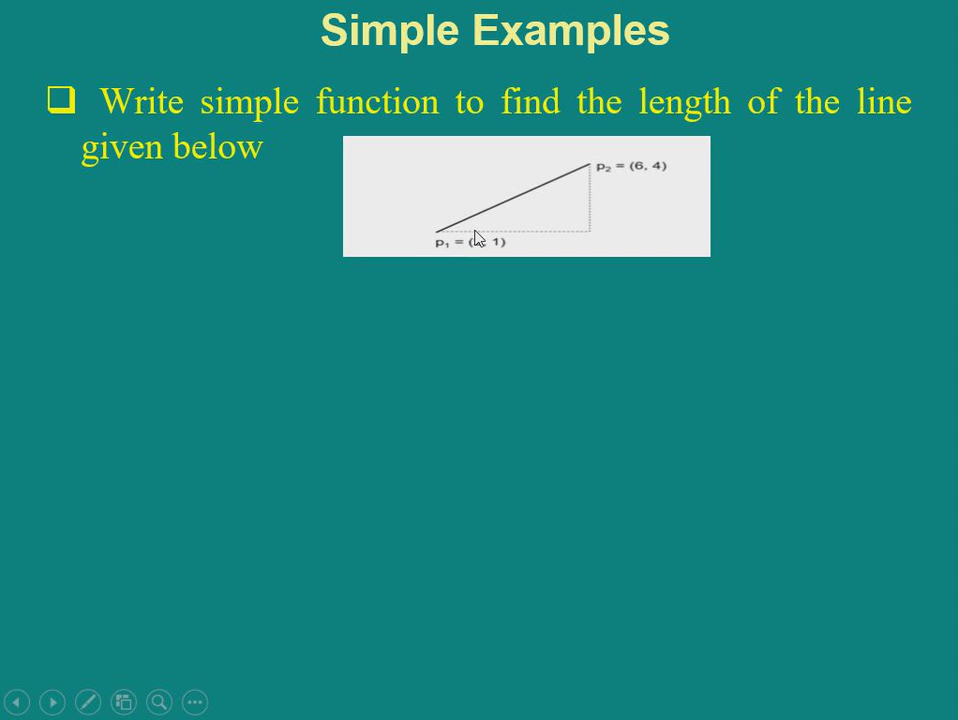 Simple Examples
Write simple function to find the length of the line
given below
p₂ = (6, 4)
p₁ = ( 1)